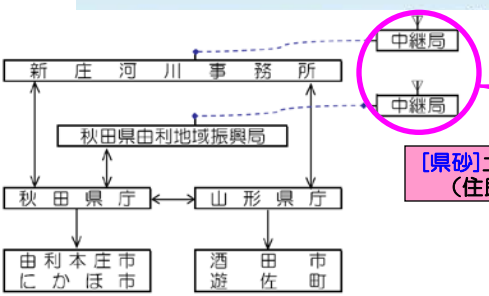 中継局
新庄河川事務所
中継局
秋田県由利地域振興局
[県砂]
(住
秋田県庁
山形県庁
由利本庄市
にかほ市
酒田市
遊佐町